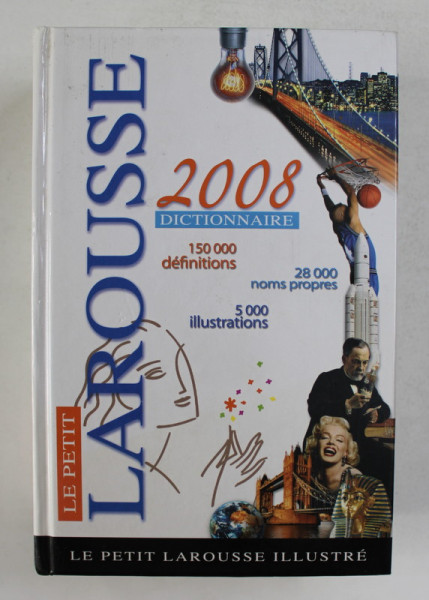 LE PETIT
LAROUSSE
2008
DICTIONNAIRE
150 000
définitions
28 000
noms propres
5 000
illustrations
LE PETIT LAROUSSE ILLUSTRÉ